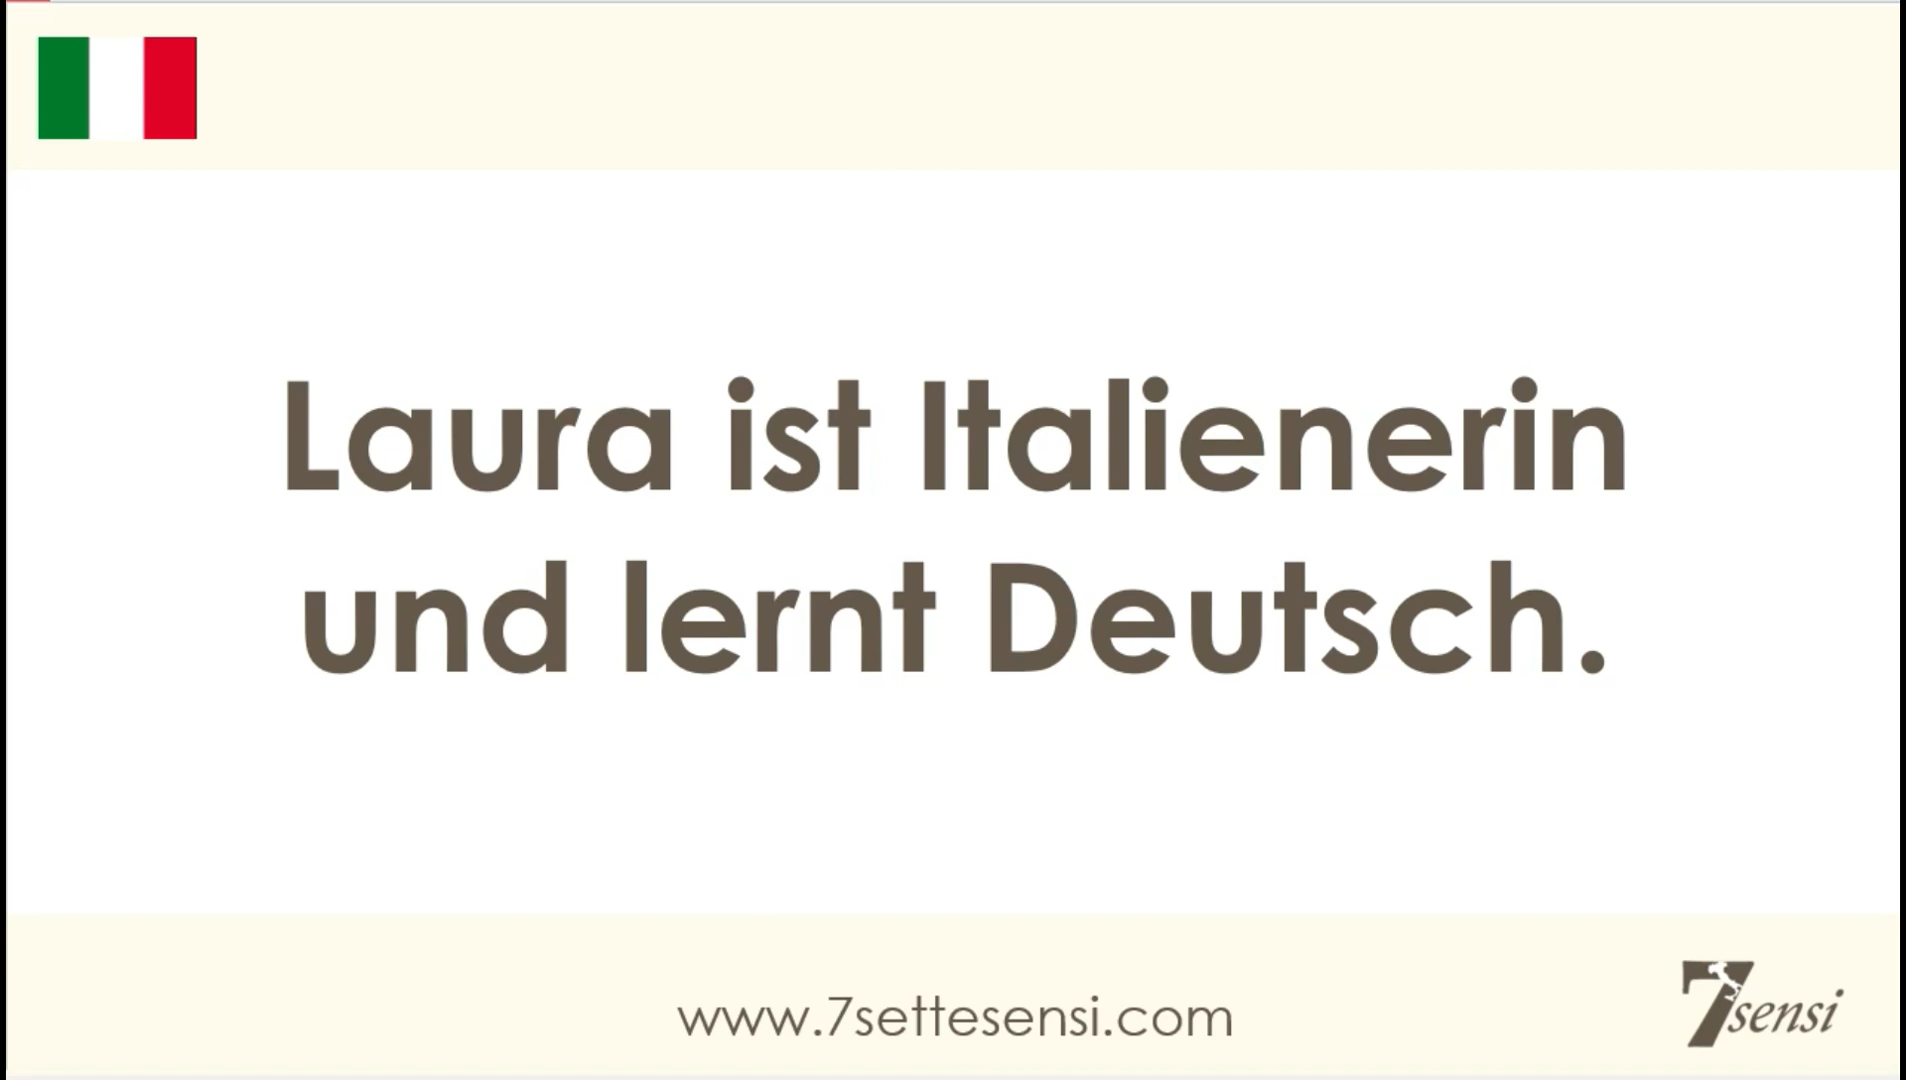 Laura ist Italienerin
und lernt Deutsch.
www.7settesensi.com
7sensi